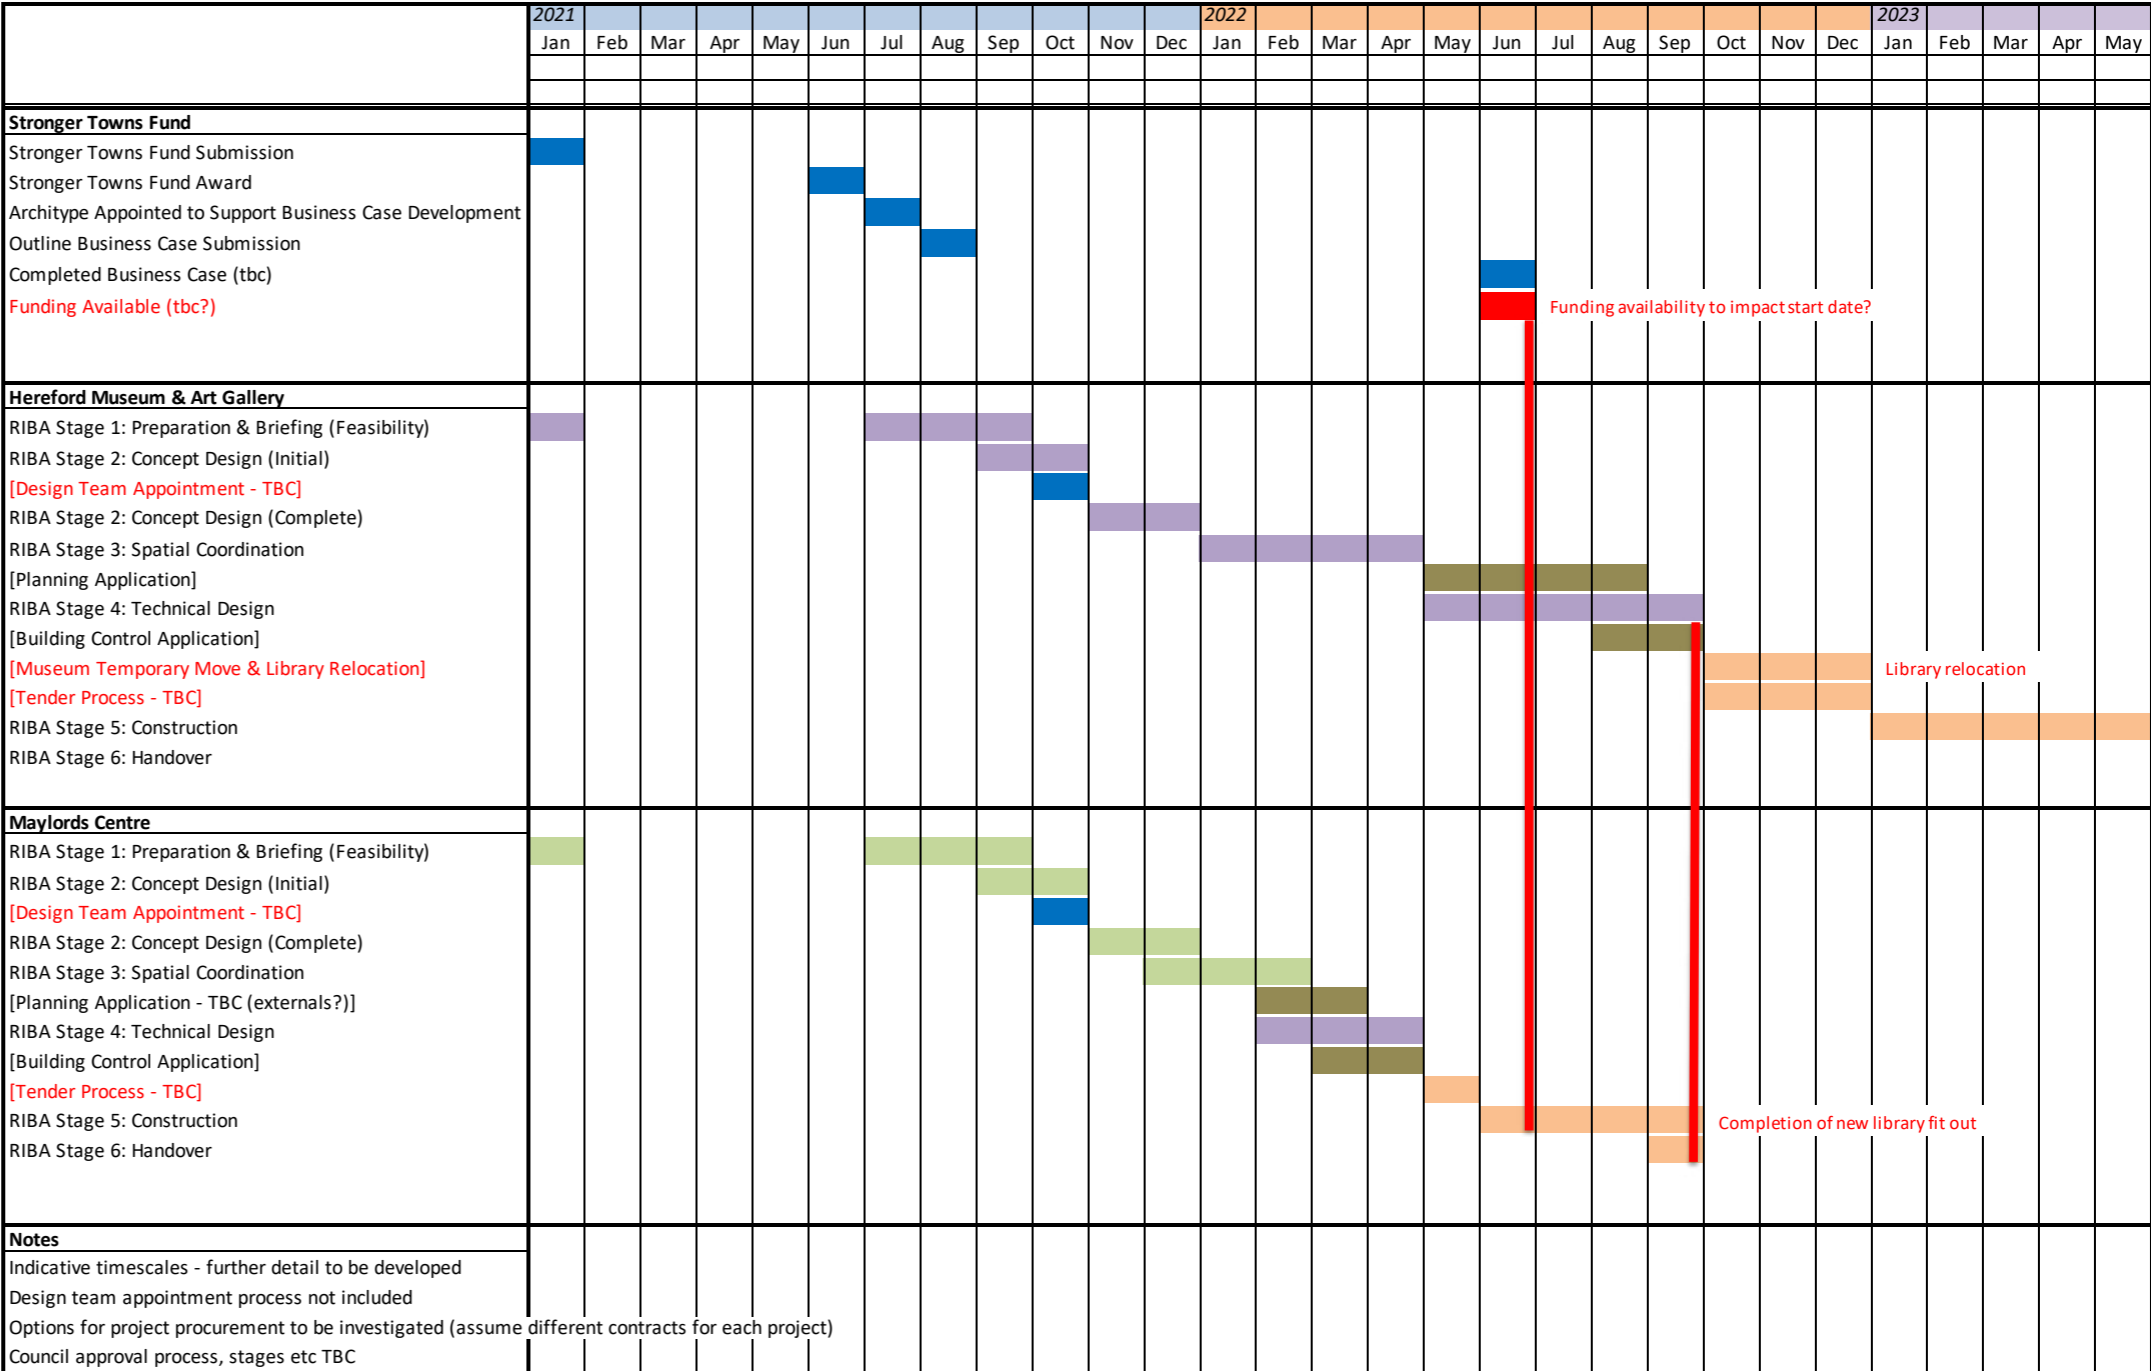 2021 2022 2023
Jan Feb Mar Apr May Jun Jul Aug Sep Oct Nov Dec Jan Feb Mar Apr May Jun Jul Aug Sep Oct Nov Dec Jan Feb Mar Apr May
Stronger Towns Fund
Stronger Towns Fund Submission
Stronger Towns Fund Award
Architype Appointed to Support Business Case Development
Outline Business Case Submission
Completed Business Case (tbc)
Funding Available (tbc?) Funding availability to impact start date?
Hereford Museum & Art Gallery
RIBA Stage 1: Preparation & Briefing (Feasibility)
RIBA Stage 2: Concept Design (Initial)
[Design Team Appointment - TBC]
RIBA Stage 2: Concept Design (Complete)
RIBA Stage 3: Spatial Coordination
[Planning Application]
RIBA Stage 4: Technical Design
[Building Control Application]
[Museum Temporary Move & Library Relocation] Library relocation
[Tender Process - TBC]
RIBA Stage 5: Construction
RIBA Stage 6: Handover
Maylords Centre
RIBA Stage 1: Preparation & Briefing (Feasibility)
RIBA Stage 2: Concept Design (Initial)
[Design Team Appointment - TBC]
RIBA Stage 2: Concept Design (Complete)
RIBA Stage 3: Spatial Coordination
[Planning Application - TBC (externals?)]
RIBA Stage 4: Technical Design
[Building Control Application]
[Tender Process - TBC]
RIBA Stage 5: Construction Completion of new library fit out
RIBA Stage 6: Handover
Notes
Indicative timescales - further detail to be developed
Design team appointment process not included
Options for project procurement to be investigated (assume different contracts for each project)
Council approval process, stages etc TBC